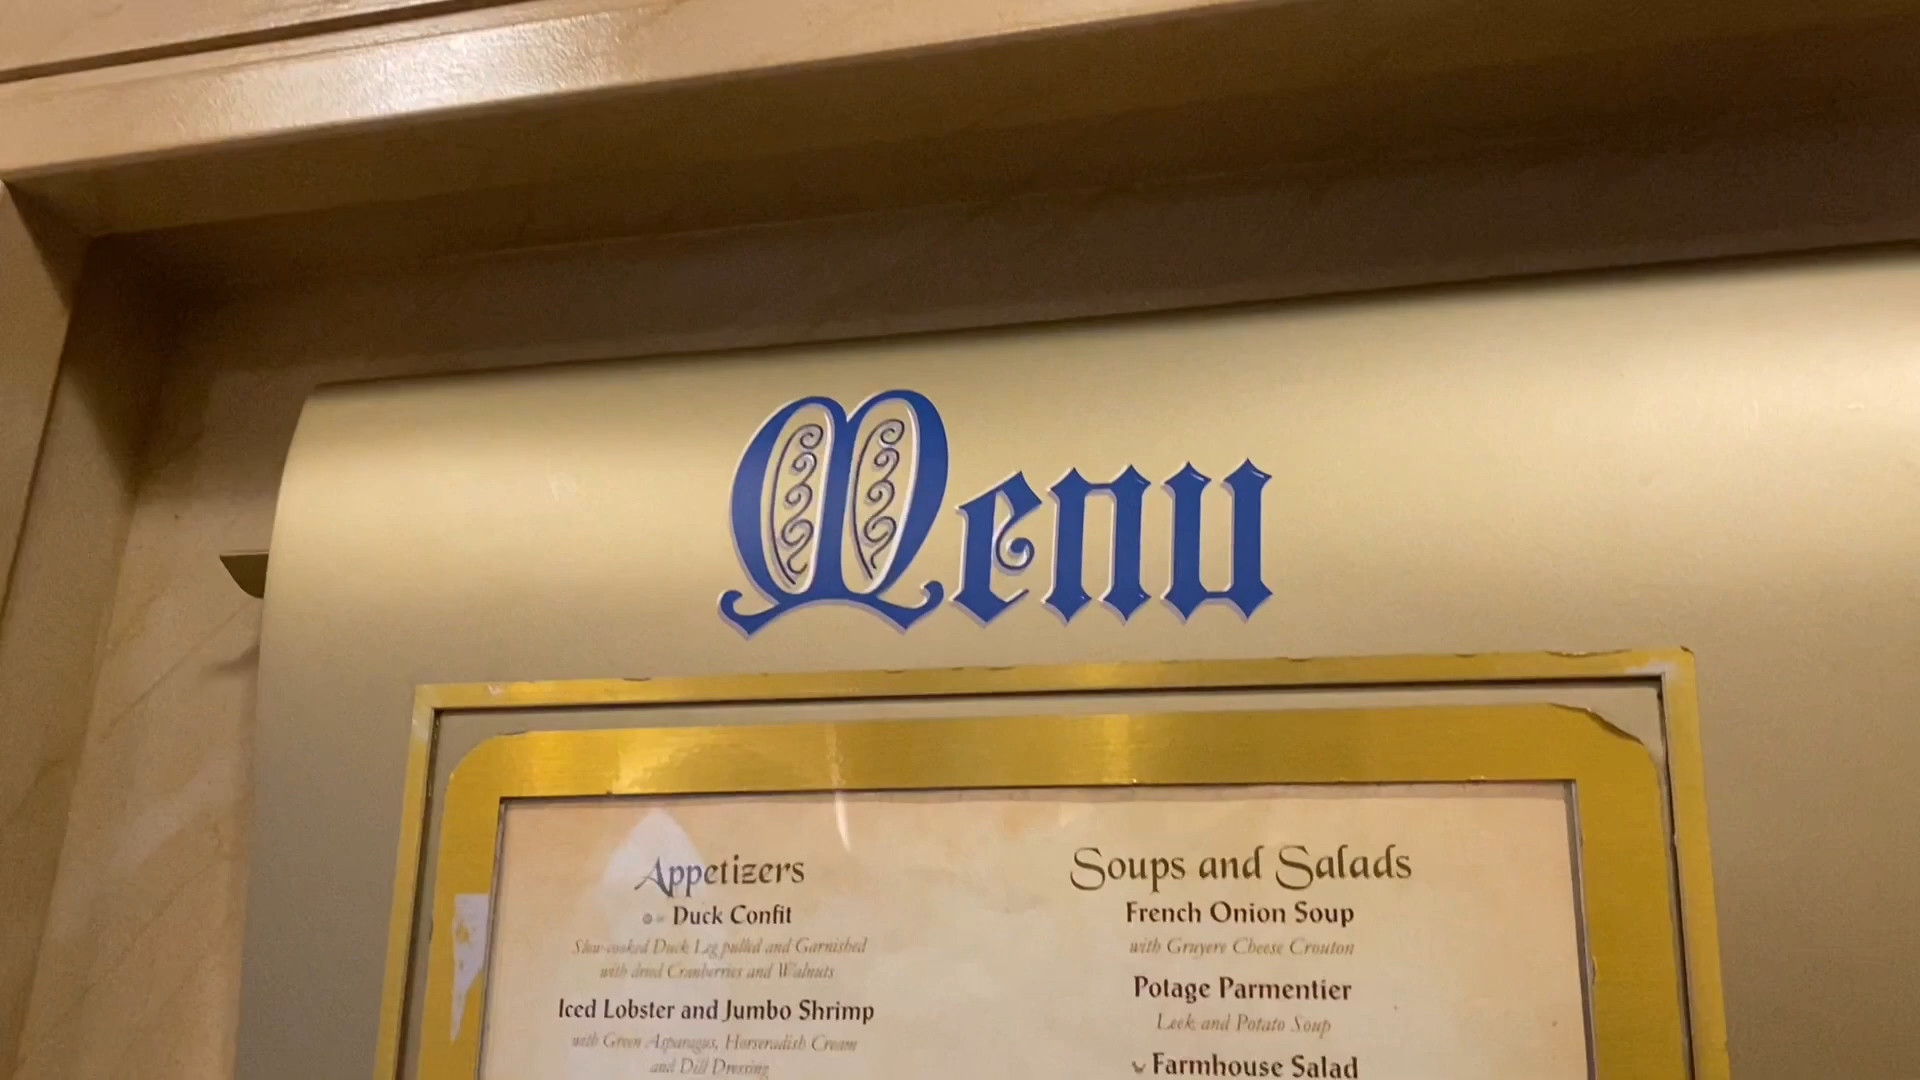 Menu
Appetizers
Duck Confit
Slow-cooked Duck Leg pulled and Garnished
with dried Cranberries and Walnuts
Iced Lobster and Jumbo Shrimp
with Green Asparagus, Horseradish Cream
and Dill Dressing
Soups and Salads
French Onion Soup
with Gruyere Cheese Crouton
Potage Parmentier
Leek and Potato Soup
Farmhouse Salad